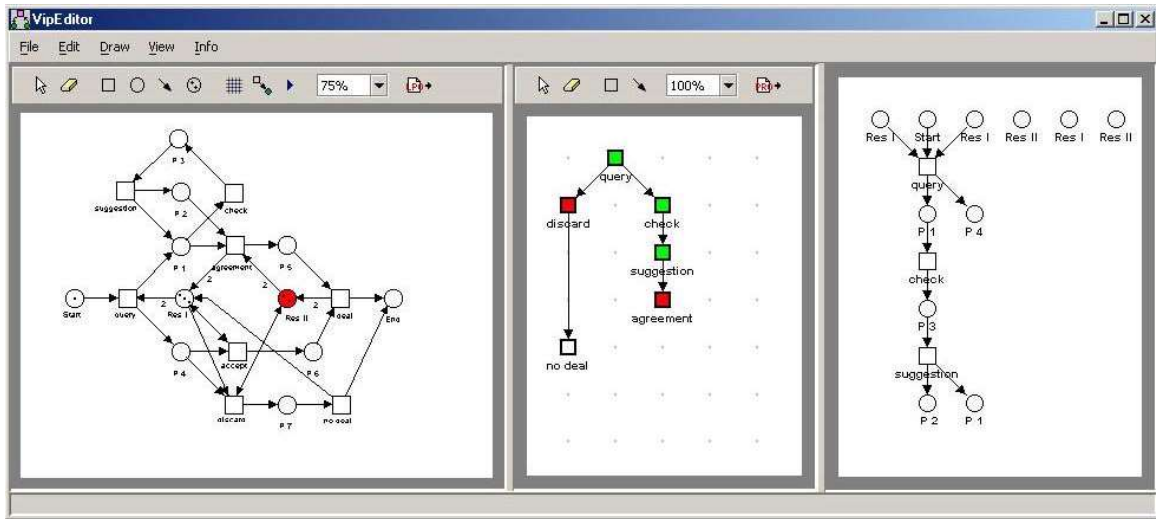 VipEditor
File Edit Draw View Info
75% LPO
P 3
suggestion
P 2
check
P 1
agreement
P 5
2
2
Start
query
2
Res I
Res II
2
deal
End
P 4
accept
P 6
discard
P 7
no deal
100% PRO
query
discard
check
suggestion
agreement
no deal
Res I Start Res I Res II Res I Res II
query
P 1 P 4
check
P 3
suggestion
P 2 P 1